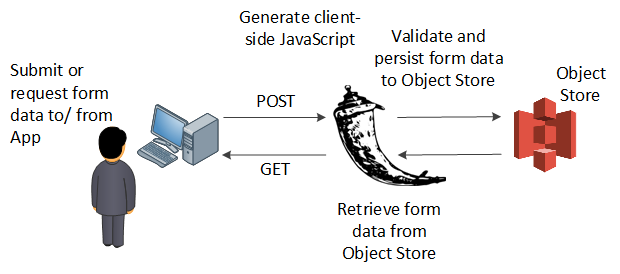 Generate client-
side JavaScript
Validate and
persist form data
to Object Store
Object
Store
Submit or
request form
data to/ from
App
POST
GET
Retrieve form
data from
Object Store